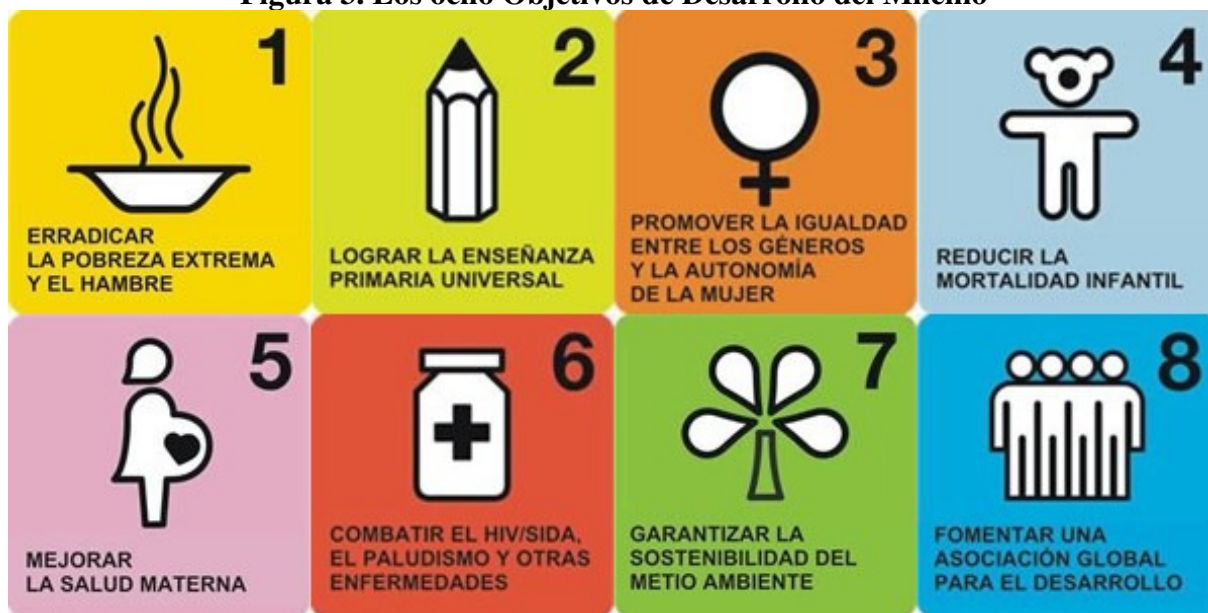 Figura 3. Los ocho Objetivos de Desarrollo del Milenio
1
ERRADICAR
LA POBREZA EXTREMA
Y EL HAMBRE
2
LOGRAR LA ENSEÑANZA
PRIMARIA UNIVERSAL
3
PROMOVER LA IGUALDAD
ENTRE LOS GÉNEROS
Y LA AUTONOMÍA
DE LA MUJER
4
REDUCIR LA
MORTALIDAD INFANTIL
5
MEJORAR
LA SALUD MATERNA
6
COMBATIR EL HIV/SIDA,
EL PALUDISMO Y OTRAS
ENFERMEDADES
7
GARANTIZAR LA
SOSTENIBILIDAD DEL
METIO AMBIENTE
8
FOMENTAR UNA
ASOCIACIÓN GLOBAL
PARA EL DESARROLLO